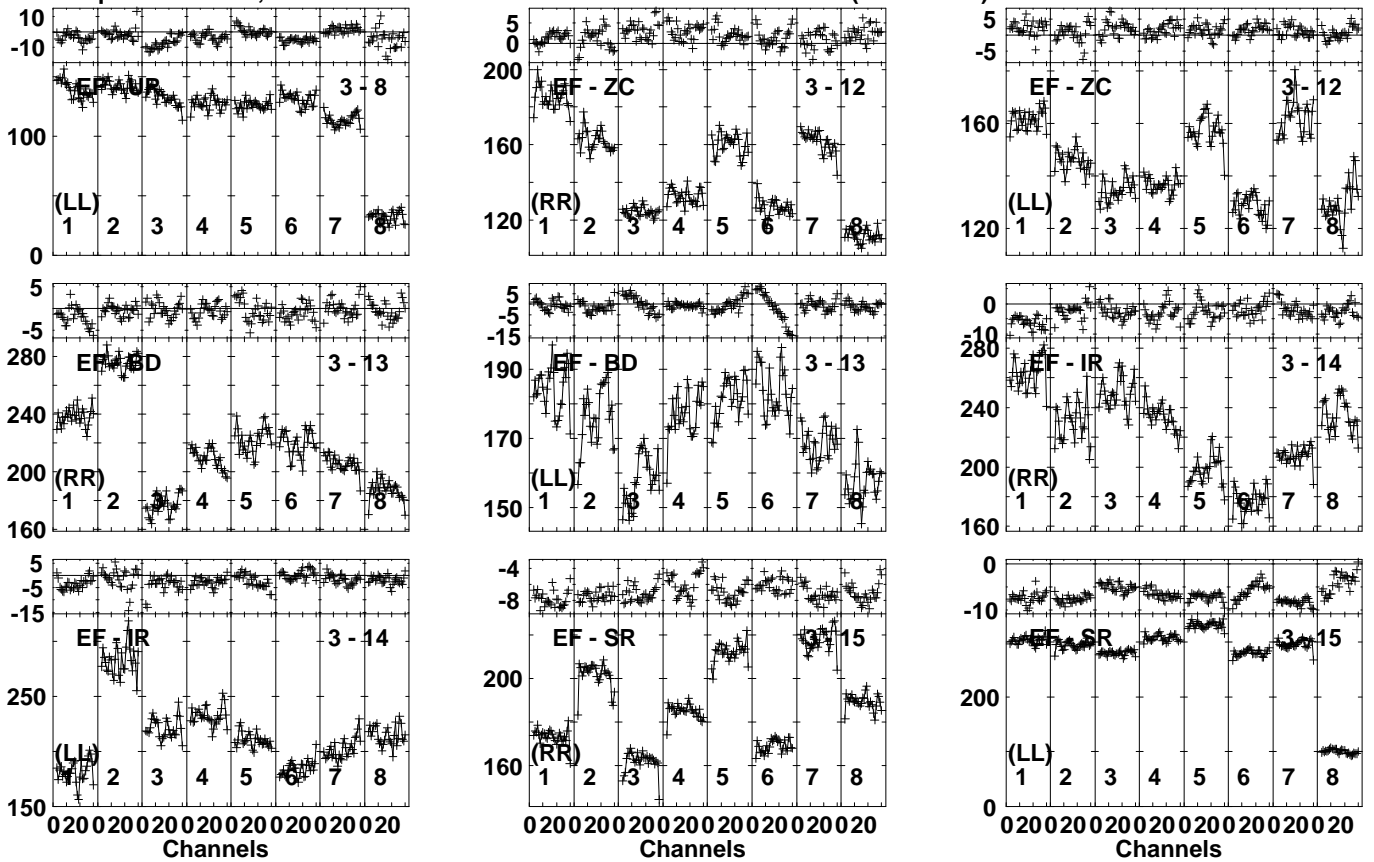 10
-10
EF - UR 3 - 8
100
(LL)
1 2 3 4 5 6 7 8
0
5
0
200
EF - ZC 3 - 12
160
(RR)
120
1 2 3 4 5 6 7 8
5
-5
EF - ZC 3 - 12
160
(LL)
120
1 2 3 4 5 6 7 8
5
-5
280
EF - BD 3 - 13
240
200
(RR)
1 2 3 4 5 6 7 8
160
5
-5
-15
190
EF - BD 3 - 13
170
(LL)
1 2 3 4 5 6 7 8
150
0
-10
280
EF - IR 3 - 14
240
200
(RR)
1 2 3 4 5 6 7 8
160
5
-5
-15
EF - IR 3 - 14
250
(LL)
1 2 3 4 5 6 7 8
150
0 20 0 20 0 20 0 20 0 20 0 20 0 20 0 20
Channels
-4
-8
EF - SR 3 - 15
200
(RR)
160
1 2 3 4 5 6 7 8
0 20 0 20 0 20 0 20 0 20 0 20 0 20 0 20
Channels
0
-10
EF - SR 3 - 15
200
(LL)
1 2 3 4 5 6 7 8
0
0 20 0 20 0 20 0 20 0 20 0 20 0 20 0 20
Channels